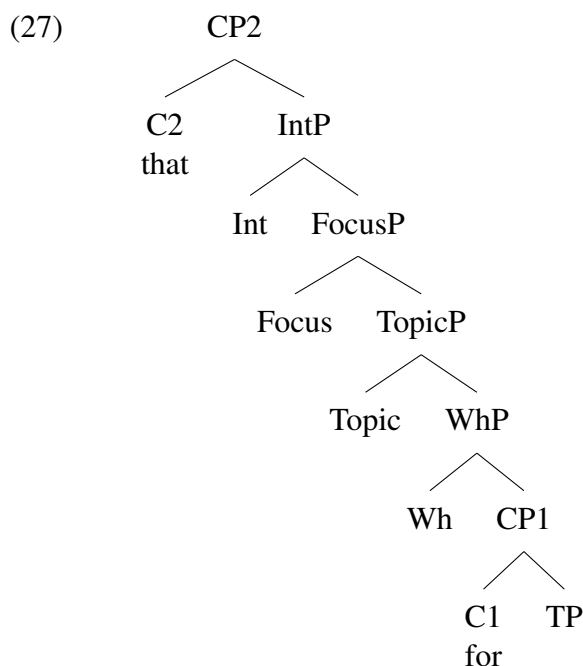 (27) CP2
C2 IntP
that
Int FocusP
Focus TopicP
Topic WhP
Wh CP1
C1 TP
for